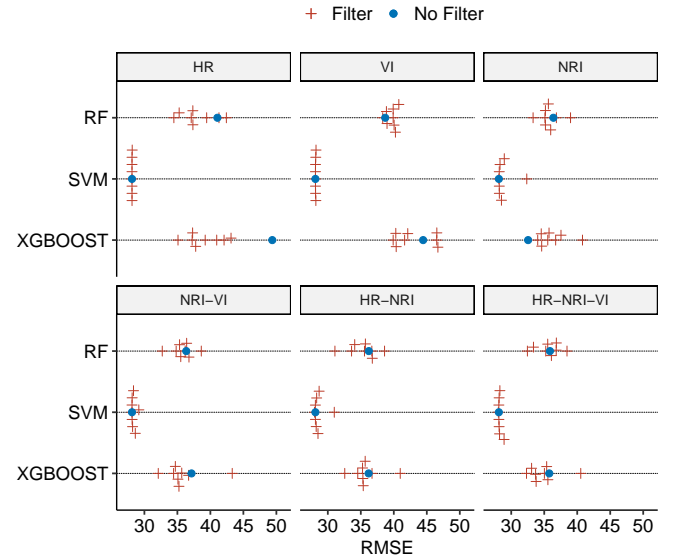 Filter No Filter
HR VI NRI
RF
SVM
XGBOOST
NRI–VI HR–NRI HR–NRI–VI
RF
SVM
XGBOOST
30 35 40 45 50 30 35 40 45 50 30 35 40 45 50
RMSE